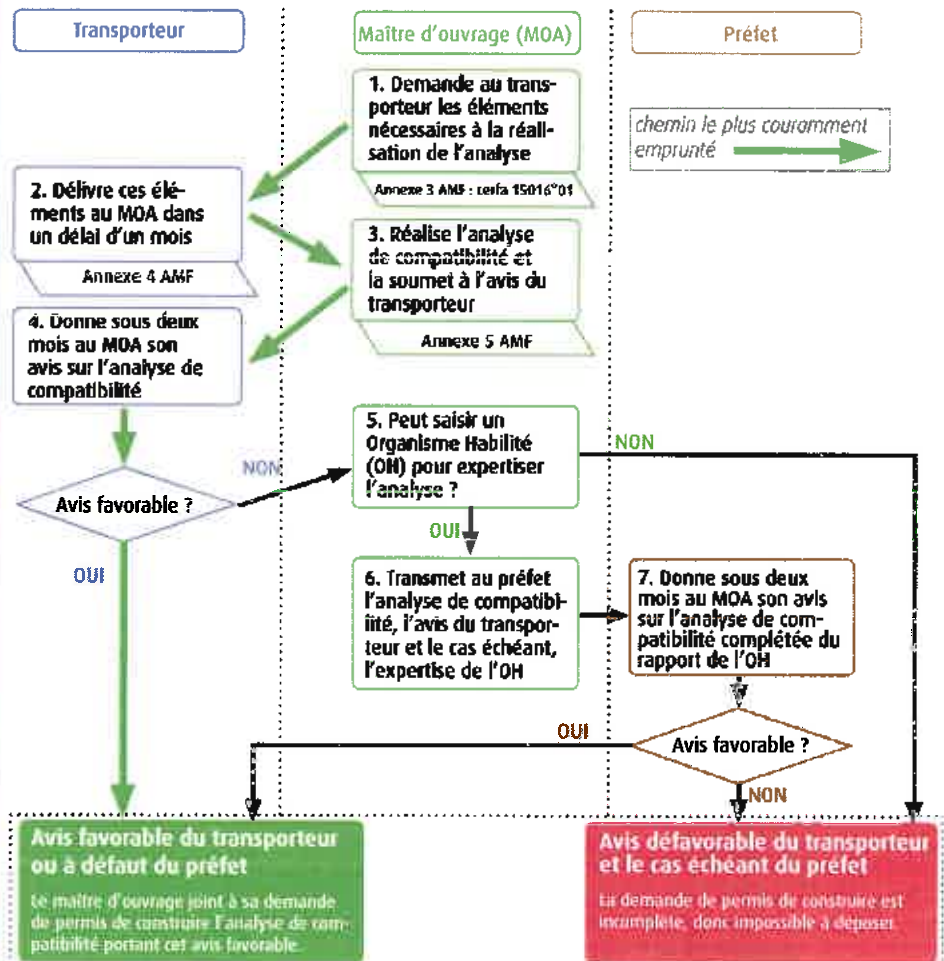 Transporteur
Maître d'ouvrage (MOA)
Préfet
1. Demande au trans-
porteur les éléments
nécessaires à la réali-
sation de l'analyse
Annexe 3 AMF : cerfa 15016*01
chemin le plus couramment
emprunté
2. Délivre ces élé-
ments au MOA dans
un délai d'un mois
Annexe 4 AMF
3. Réalise l'analyse
de compatibilité et
la soumet à l'avis du
transporteur
Annexe 5 AMF
4. Donne sous deux
mois au MOA son
avis sur l'analyse de
compatibilité
5. Peut saisir un
Organisme Habilité
(OH) pour expertiser
l'analyse ?
NON
NON
Avis favorable ?
OUI
OUI
6. Transmet au préfet
l'analyse de compatibi-
lité, l'avis du transpor-
teur et le cas échéant,
l'expertise de l'OH
7. Donne sous deux
mois au MOA son avis
sur l'analyse de com-
patibilité complétée du
rapport de l'OH
OUI
Avis favorable ?
NON
Avis favorable du transporteur
ou à défaut du préfet
Le maître d'ouvrage joint à sa demande
de permis de construire l'analyse de com-
patibilité portant cet avis favorable.
Avis défavorable du transporteur
et le cas échéant du préfet
La demande de permis de construire est
incomplète, donc impossible à déposer.